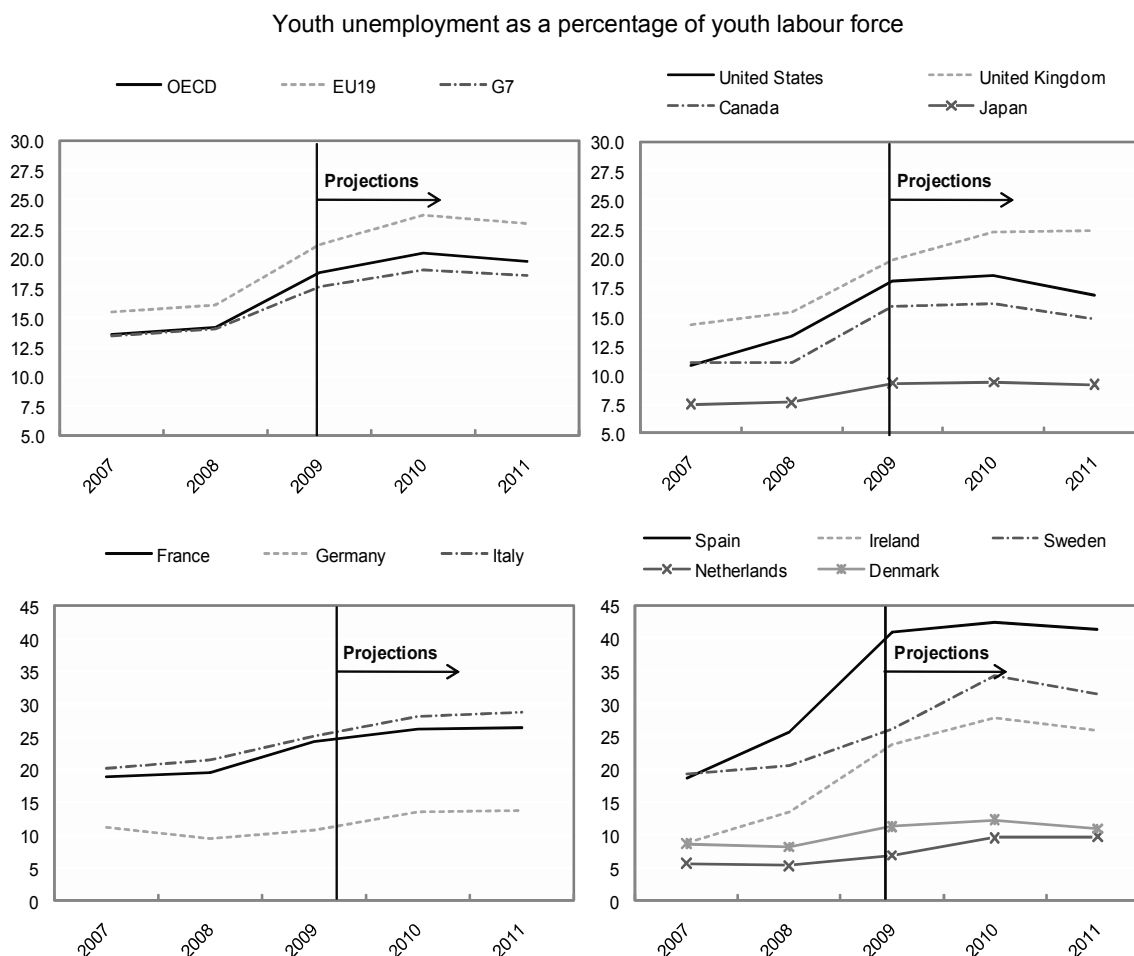 Youth unemployment as a percentage of youth labour force
OECD EU19 G7
30.0
27.5
25.0
22.5
20.0
17.5
15.0
12.5
10.0
7.5
5.0
Projections
2007 2008 2009 2010 2011
United States United Kingdom
Canada Japan
30.0
27.5
25.0
22.5
20.0
17.5
15.0
12.5
10.0
7.5
5.0
Projections
2007 2008 2009 2010 2011
France Germany Italy
45
40
35
30
25
20
15
10
5
0
Projections
2007 2008 2009 2010 2011
Spain Ireland Sweden
Netherlands Denmark
45
40
35
30
25
20
15
10
5
0
Projections
2007 2008 2009 2010 2011